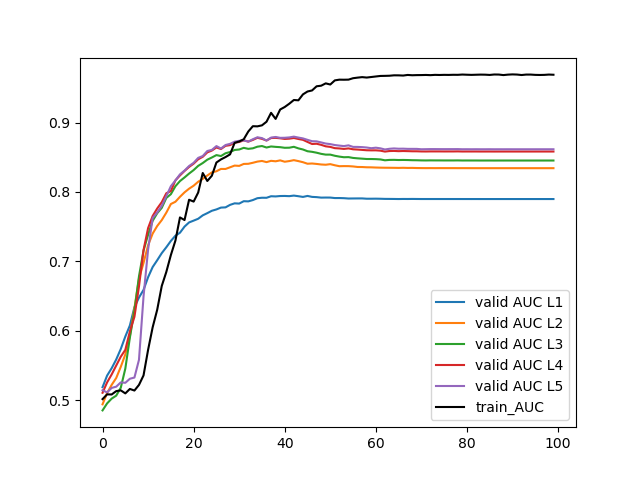 0.9
0.8
0.7
0.6
0.5
0 20 40 60 80 100
valid AUC L1
valid AUC L2
valid AUC L3
valid AUC L4
valid AUC L5
train_AUC